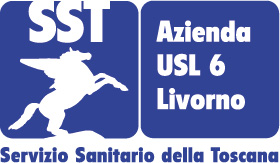 SST
Azienda
USL 6
Livorno
Servizio Sanitario della Toscana